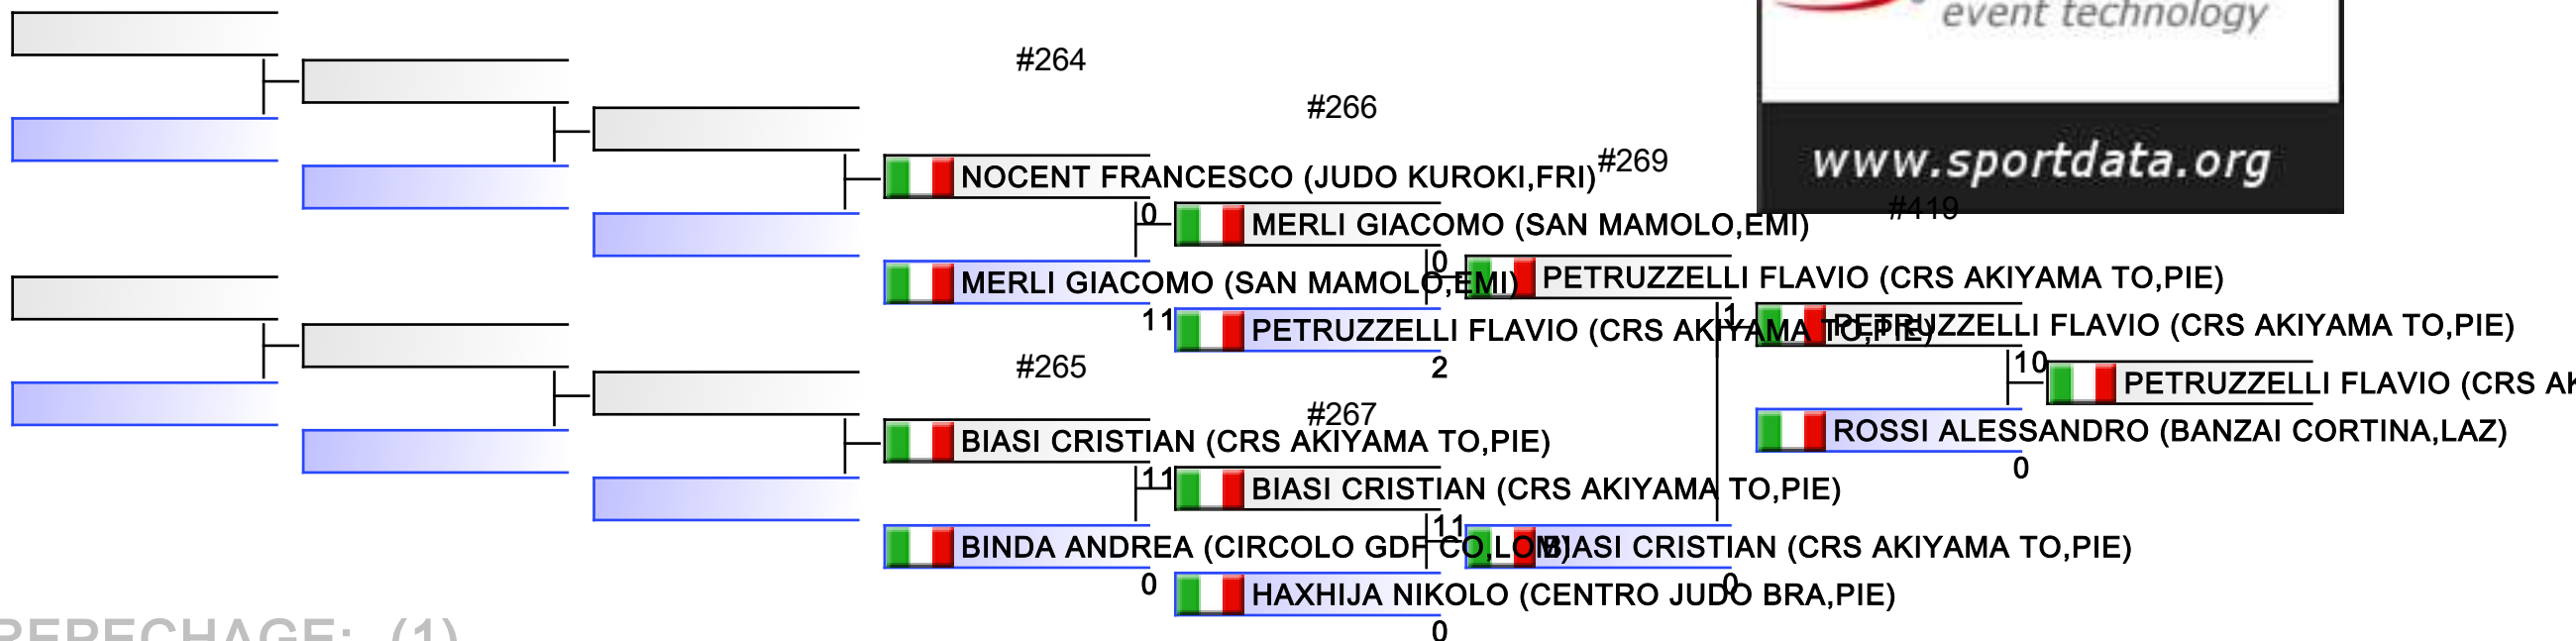 event technology
#264
#266
www.sportdata.org
#269
NOCENT FRANCESCO (JUDO KUROKI,FRI)
#419
0
MERLI GIACOMO (SAN MAMOLO,EMI)
0
PETRUZZELLI FLAVIO (CRS AKIYAMA TO,PIE)
MERLI GIACOMO (SAN MAMOLO,EMI)
11
1
PETRUZZELLI FLAVIO (CRS AKIYAMA TO,PIE)
PETRUZZELLI FLAVIO (CRS AKIYAMA TO,PIE)
2
#265
10
PETRUZZELLI FLAVIO (CRS AK
#267
ROSSI ALESSANDRO (BANZAI CORTINA,LAZ)
0
BIASI CRISTIAN (CRS AKIYAMA TO,PIE)
11
BIASI CRISTIAN (CRS AKIYAMA TO,PIE)
11
BINDA ANDREA (CIRCOLO GDF CO,LOM)
BIASI CRISTIAN (CRS AKIYAMA TO,PIE)
0
0
HAXHIJA NIKOLO (CENTRO JUDO BRA,PIE)
0
REPECHAGE: (1)